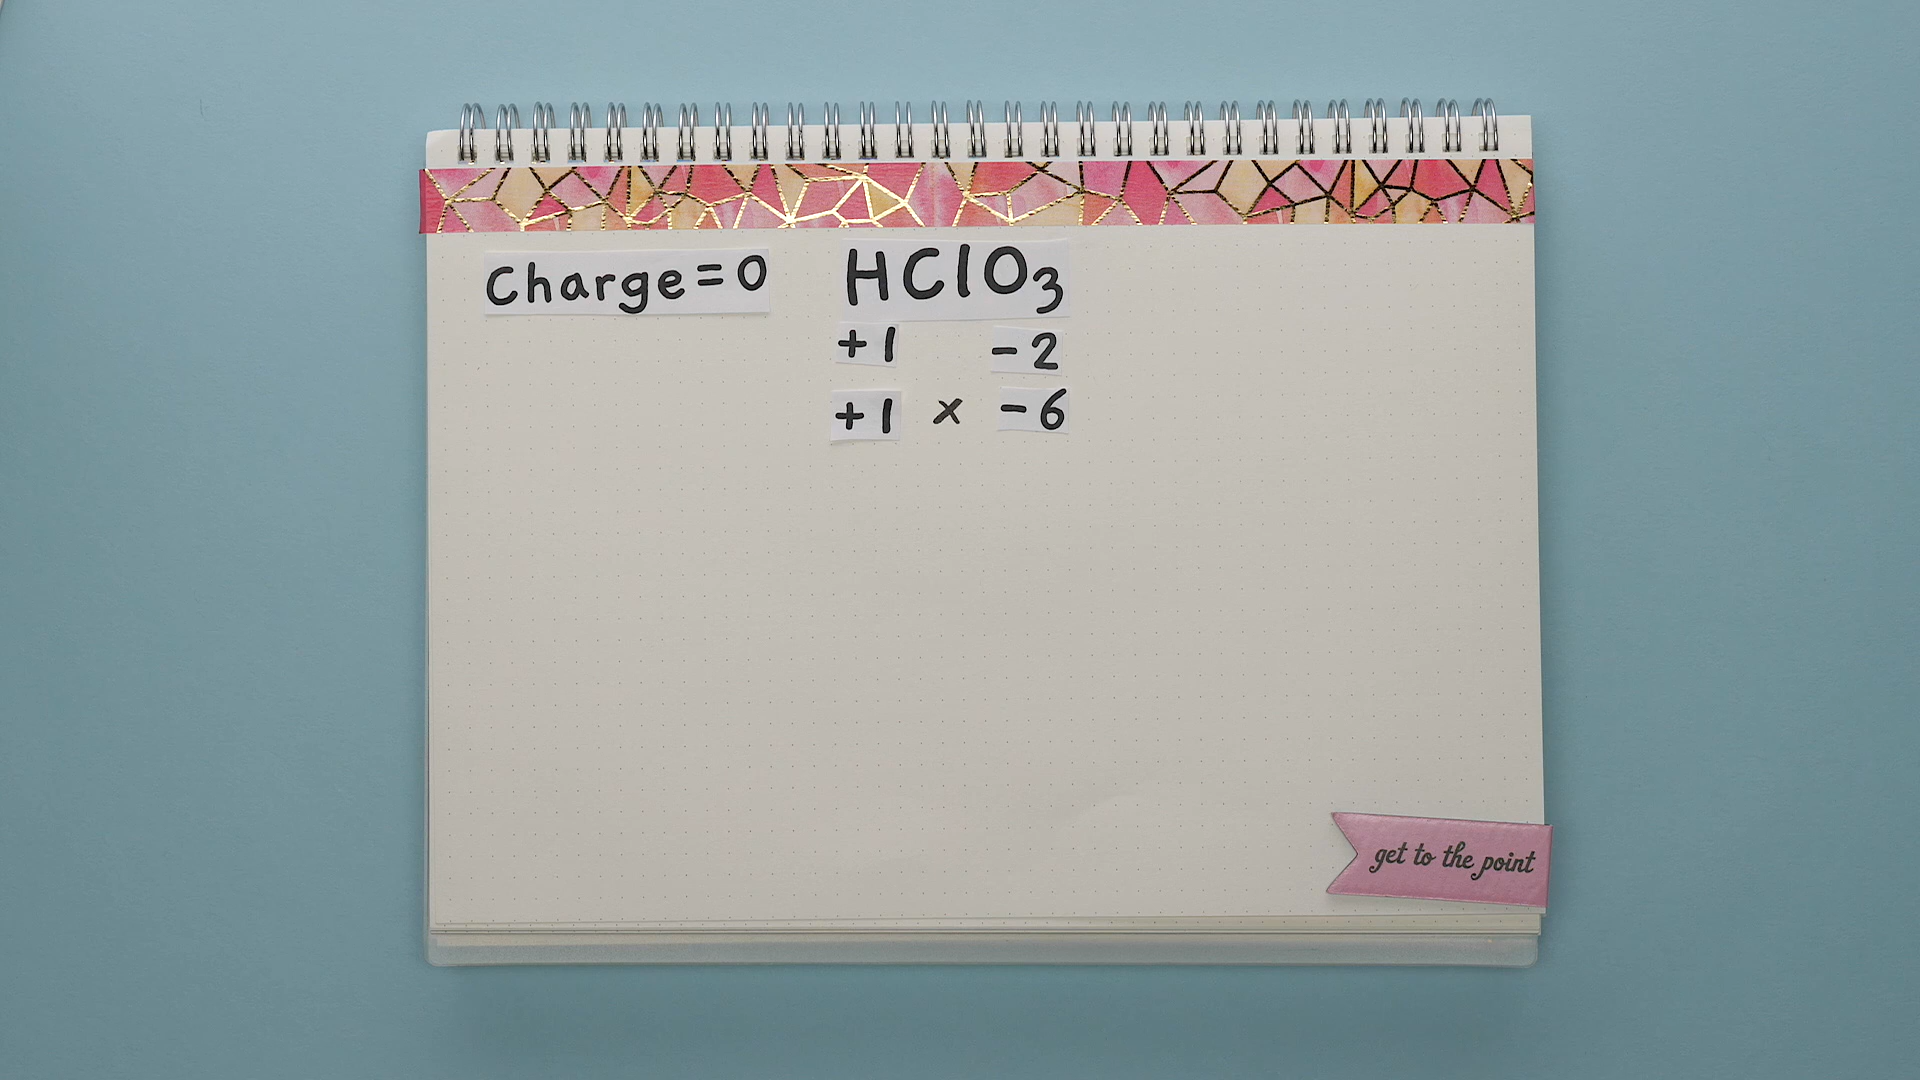 Charge=0 HClO3
+1 -2
+1 x -6
get to the point